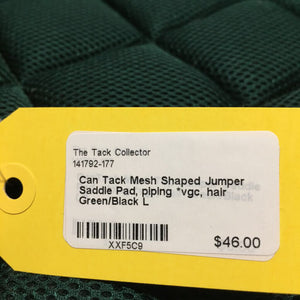 The Tack Collector
141792-177
Can Tack Mesh Shaped Jumper
Saddle Pad, piping *vgc, hair
Green/Black L
XXF5C9
$46.00